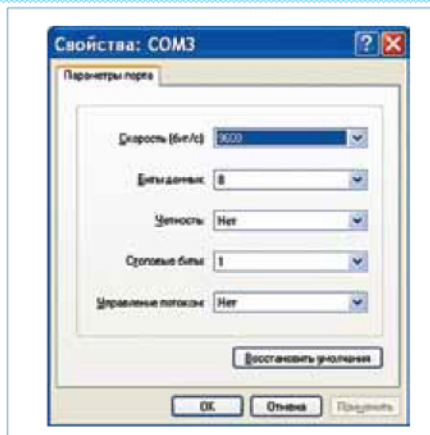 Свойства: COM3
Параметры порта
Скорость (бит/с): 9600
Биты данных: 8
Четность: Нет
Стоповые биты: 1
Управление потоком: Нет
Восстановить умолчания
OK Отмена Применить